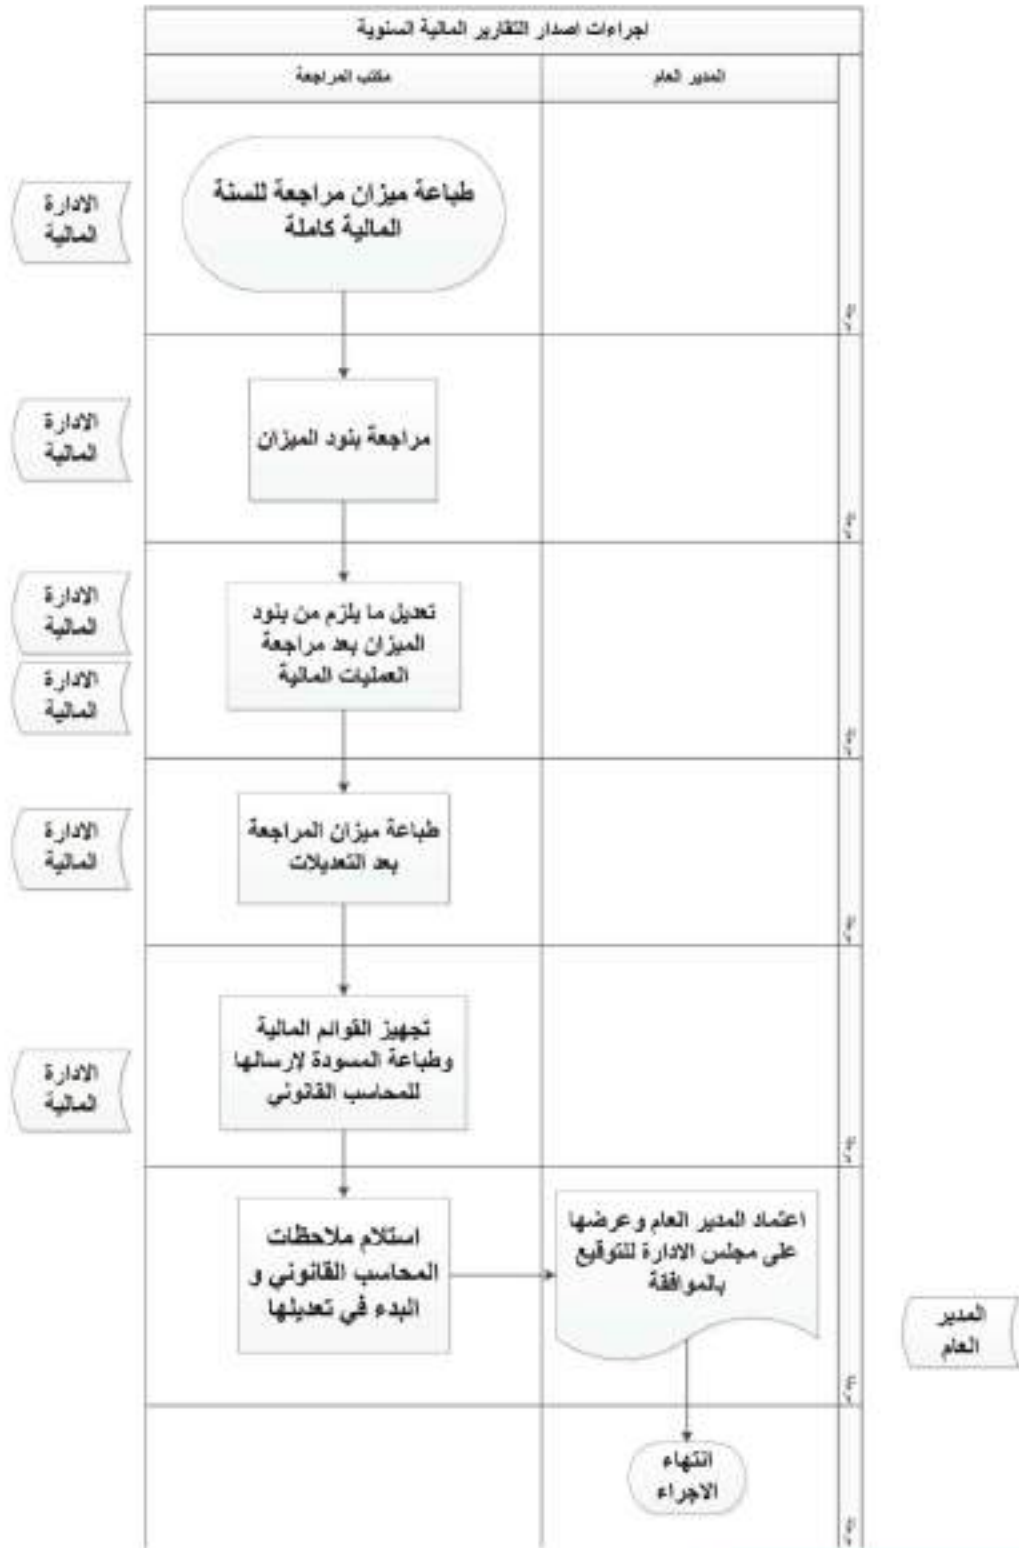 اجراءات اصدار التقارير المالية السنوية
المدير العام
مكتب المراجعة
طباعة ميزان مراجعة للسنة
المالية كاملة
الادارة
المالية
مراجعة بنود الميزان
الادارة
المالية
تعديل ما يلزم من بنود
الميزان بعد مراجعة
العمليات المالية
الادارة
المالية
الادارة
المالية
طباعة ميزان المراجعة
بعد التعديلات
الادارة
المالية
تجهيز القوائم المالية
وطباعة المسودة لإرسالها
للمحاسب القانوني
الادارة
المالية
اعتماد المدير العام وعرضها
على مجلس الادارة للتوقيع
بالموافقة
استلام ملاحظات
المحاسب القانوني و
البدء في تعديلها
المدير
العام
انتهاء
الاجراء